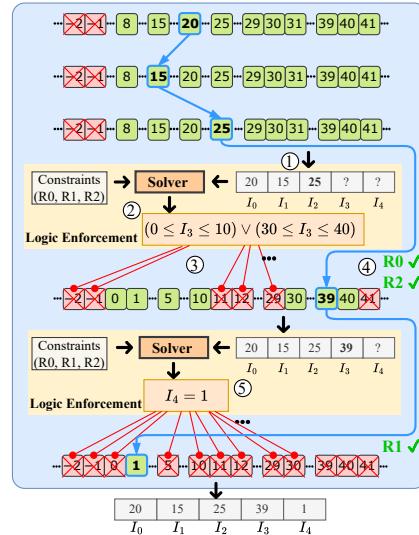 ··· -2 -1 ··· 8 ··· 15 ··· 20 ··· 25 ··· 29 30 31 ··· 39 40 41 ···
··· -2 -1 ··· 8 ··· 15 ··· 20 ··· 25 ··· 29 30 31 ··· 39 40 41 ···
··· -2 -1 ··· 8 ··· 15 ··· 20 ··· 25 ··· 29 30 31 ··· 39 40 41 ···
①
Constraints (R0, R1, R2) Solver 20 15 25 ? ?
I₀ I₁ I₂ I₃ I₄
②
Logic Enforcement (0 ≤ I₃ ≤ 10) ∨ (30 ≤ I₃ ≤ 40)
③ ··· ④ R0 ✓
R2 ✓
··· -2 -1 0 1 ··· 5 ··· 10 11 12 ··· 29 30 ··· 39 40 41 ···
Constraints (R0, R1, R2) Solver 20 15 25 39 ?
I₀ I₁ I₂ I₃ I₄
Logic Enforcement I₄ = 1 ⑤
···
R1 ✓
··· -2 -1 0 1 ··· 5 ··· 10 11 12 ··· 29 30 ··· 39 40 41 ···
20 15 25 39 1
I₀ I₁ I₂ I₃ I₄